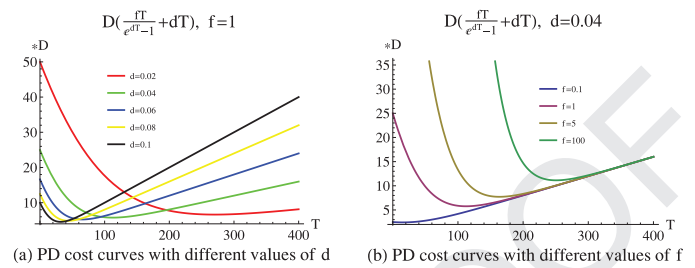 D(fT/(e^{dT}-1)+dT), f=1
*D
50
40
30
20
10
d=0.02
d=0.04
d=0.06
d=0.08
d=0.1
0 100 200 300 400 T
(a) PD cost curves with different values of d
D(fT/(e^{dT}-1)+dT), d=0.04
*D
35
30
25
20
15
10
5
f=0.1
f=1
f=5
f=100
0 100 200 300 400 T
(b) PD cost curves with different values of f
OF